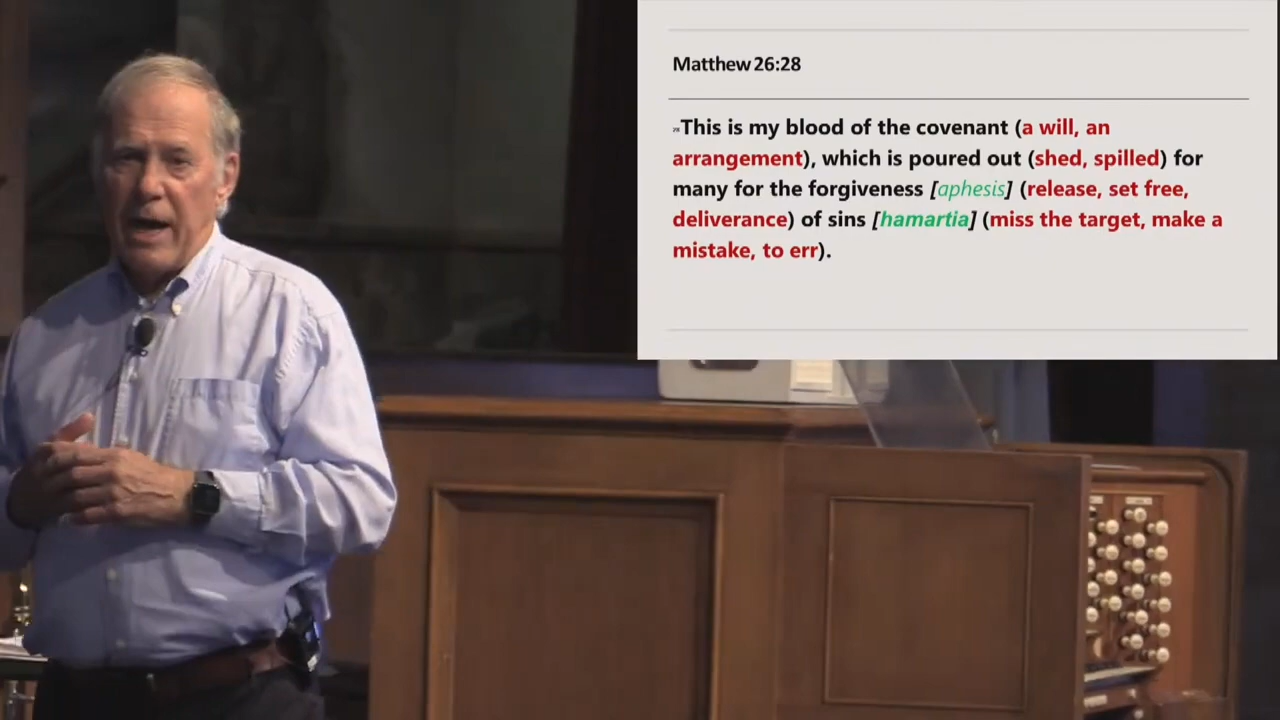 Matthew 26:28
28This is my blood of the covenant (a will, an
arrangement), which is poured out (shed, spilled) for
many for the forgiveness [aphesis] (release, set free,
deliverance) of sins [hamartia] (miss the target, make a
mistake, to err).